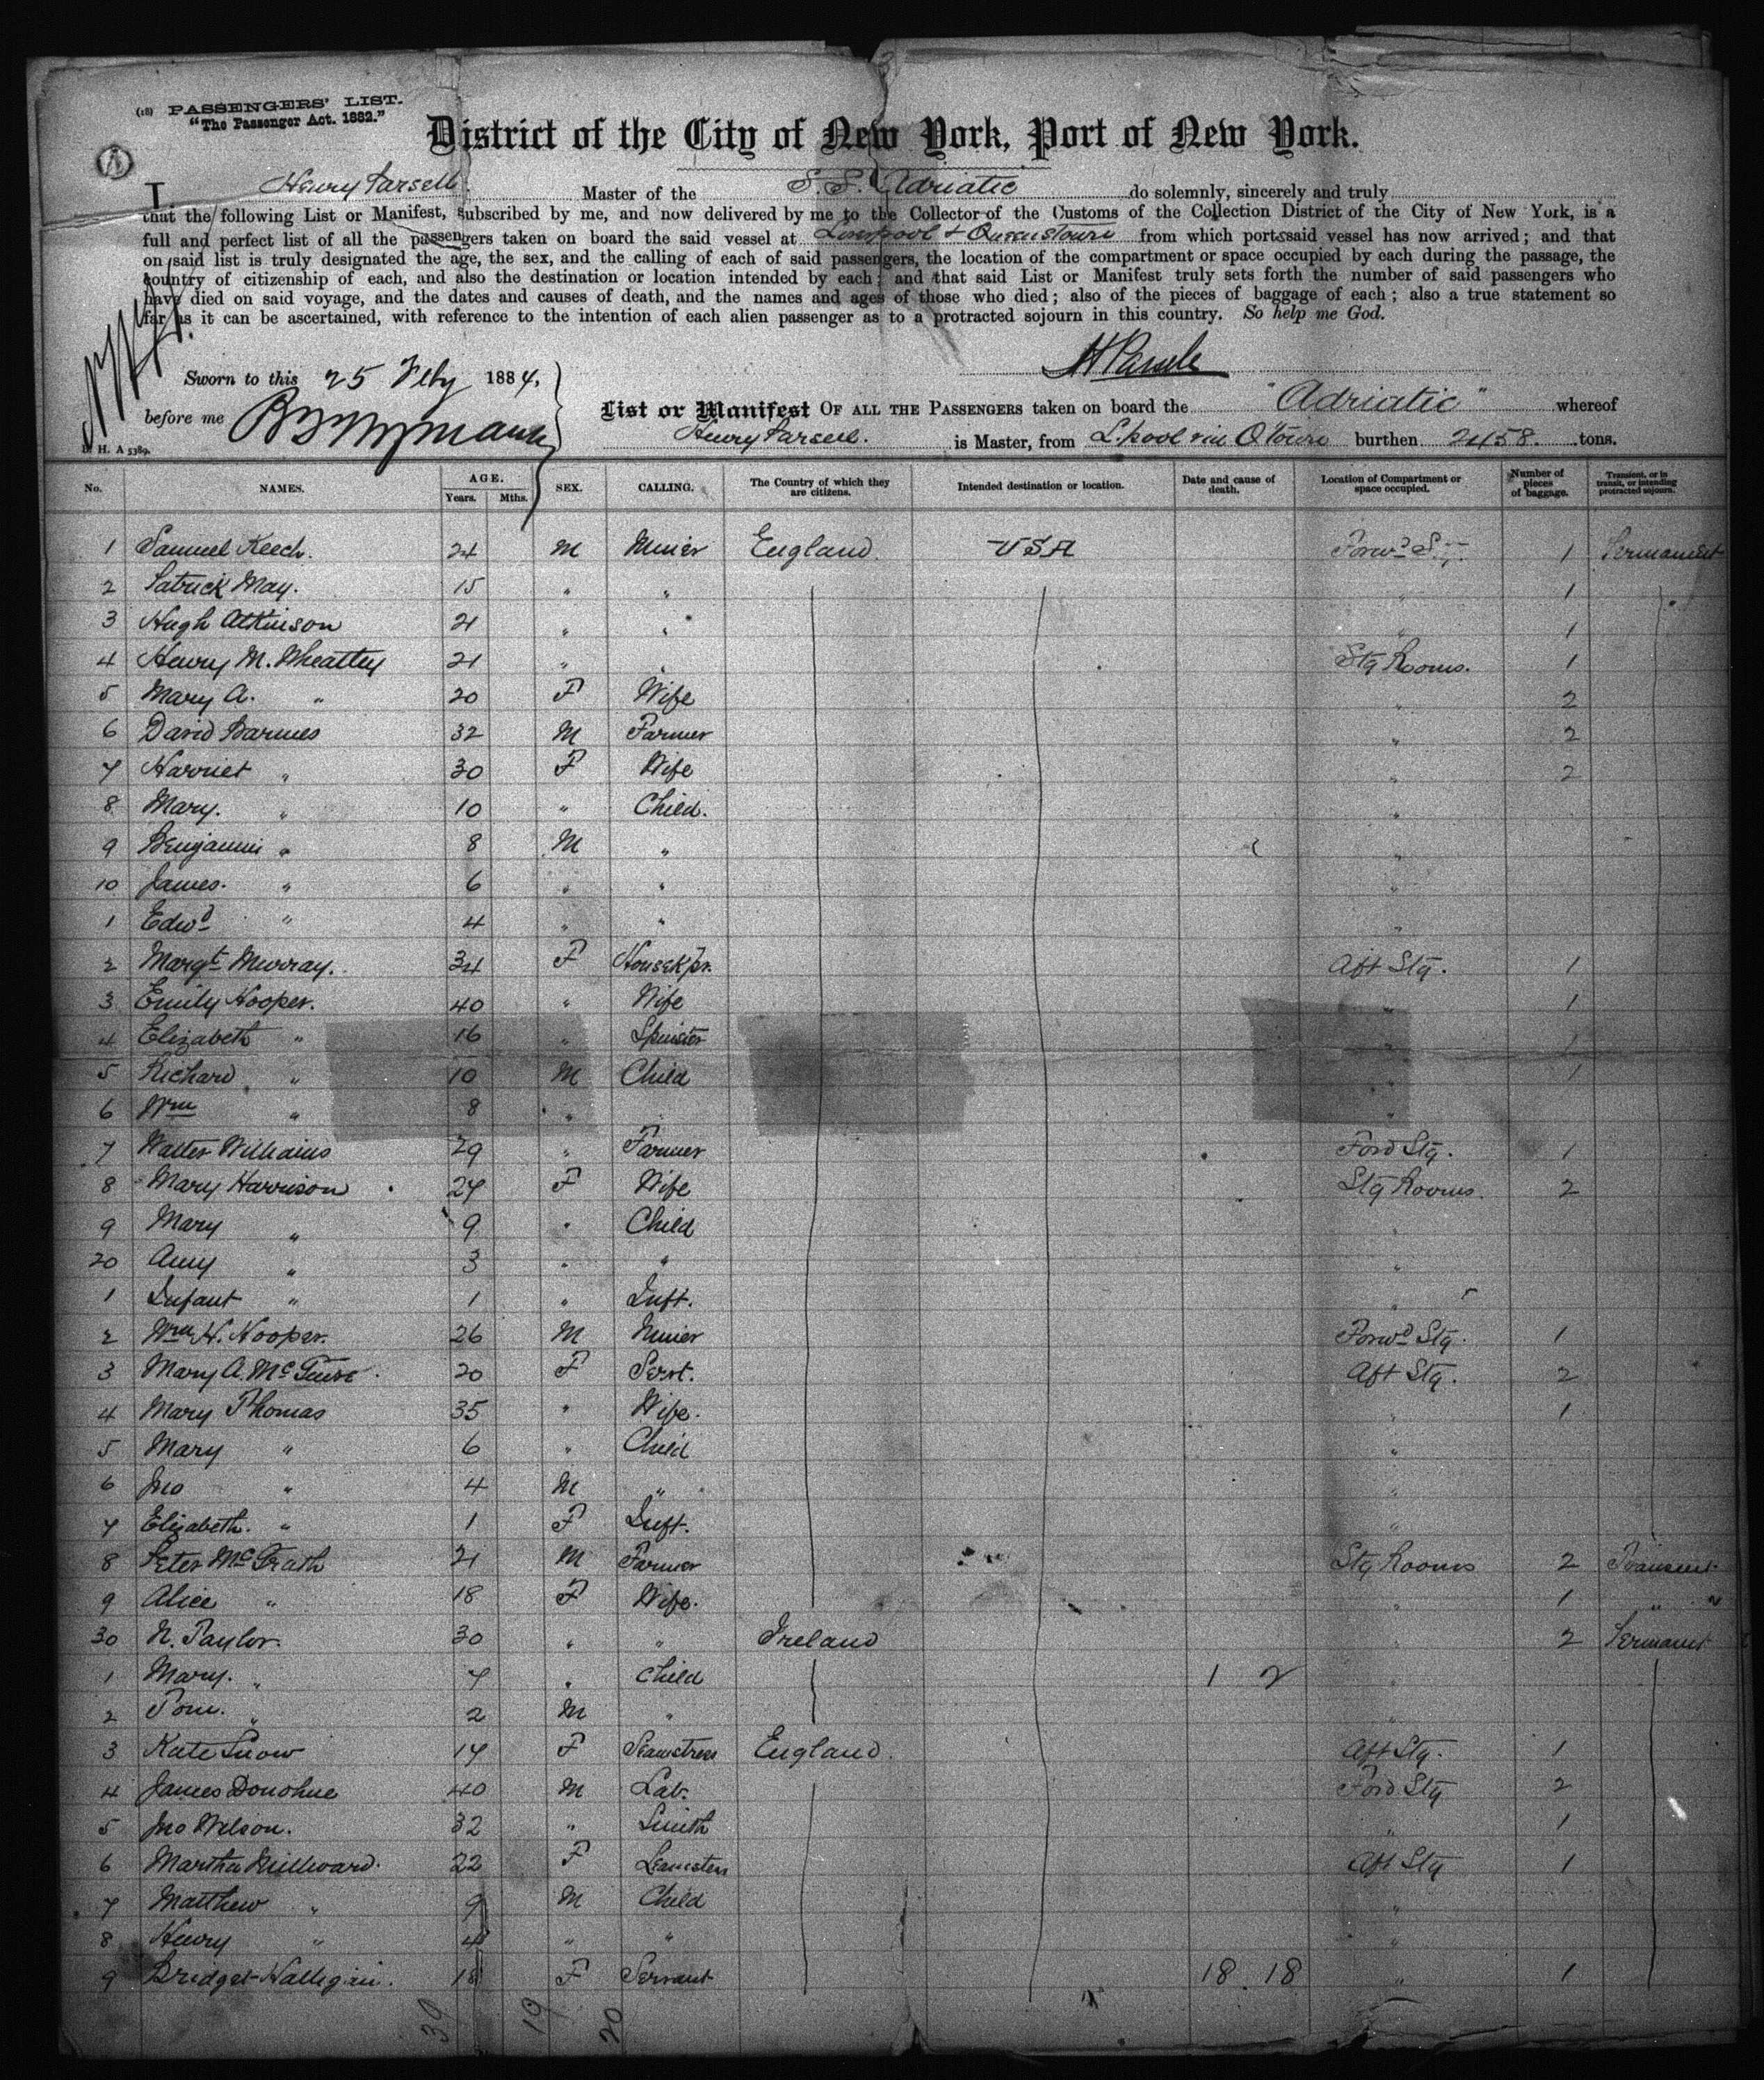 (18) PASSENGERS' LIST.
"The Passenger Act. 1882."
District of the City of New York, Port of New York.
I, Henry Parsell. Master of the S. S. Adriatic do solemnly, sincerely and truly
that the following List or Manifest, subscribed by me, and now delivered by me to the Collector of the Customs of the Collection District of the City of New York, is a
full and perfect list of all the passengers taken on board the said vessel at Liverpool & Queenstown from which ports said vessel has now arrived; and that
on said list is truly designated the age, the sex, and the calling of each of said passengers, the location of the compartment or space occupied by each during the passage, the
country of citizenship of each, and also the destination or location intended by each; and that said List or Manifest truly sets forth the number of said passengers who
have died on said voyage, and the dates and causes of death, and the names and ages of those who died; also of the pieces of baggage of each; also a true statement so
far as it can be ascertained, with reference to the intention of each alien passenger as to a protracted sojourn in this country. So help me God.
H Parsell
Sworn to this 25 Feby 1884,
before me
List or Manifest OF ALL THE PASSENGERS taken on board the "Adriatic" whereof
Henry Parsell. is Master, from L.pool via QTown burthen 2458. tons.
B. H. A 5389.
No. NAMES. AGE. Years. Mths. SEX. CALLING. The Country of which they are citizens. Intended destination or location. Date and cause of death. Location of Compartment or space occupied. Number of pieces of baggage. Transient, or in transit, or intending protracted sojourn.
1 Samuel Keech. 24 M Miner England USA Forwd S. 1 Permanent
2 Patrick May. 15 " " " 1
3 Hugh Atkinson 21 " " " 1
4 Henry M. Wheatley 21 " " Stg Rooms. 1
5 Mary A. " 20 F Wife " 2
6 David Barnes 32 M Farmer " 2
7 Harriet " 30 F Wife " 2
8 Mary. " 10 " Child. "
9 Benjamin " 8 M " "
10 James. " 6 " " "
1 Edwd " 4 " " "
2 Margt Murray. 34 F Housekpr. Aft Stg. 1
3 Emily Hooper. 40 " Wife " 1
4 Elizabeth " 16 " Spinster " 1
5 Richard " 10 M Child " 1
6 Wm " 8 " " "
7 Walter Williams 29 " Farmer Ford Stg. 1
8 Mary Harrison 27 F Wife Stg Rooms. 2
9 Mary " 9 " Child "
20 Amy " 3 " " "
1 Infant " 1 " Inft. "
2 Wm H. Hooper. 26 M Miner Forwd Stg. 1
3 Mary A. McGuire. 20 F Servt. Aft Stg. 2
4 Mary Thomas 35 " Wife. " 1
5 Mary " 6 " Child "
6 Jno " 4 M " "
7 Elizabeth. " 1 F Inft. "
8 Peter McGrath 21 M Farmer Stg Rooms 2 Transient
9 Alice " 18 F Wife. " 1 "
30 N. Taylor. 30 " " Ireland " 2 Permant
1 Mary. " 7 " Child 1 2 "
2 Tom. " 2 M " "
3 Kate Snow 17 F Seamstress England. Aft Stg. 1
4 James Donohue 40 M Lab. Ford Stg 2
5 Jno Wilson. 32 " Smith " 1
6 Martha Millward. 22 F Seamstress Aft Stg 1
7 Matthew " 9 M Child "
8 Henry " 4 " " "
9 Bridget Halligan. 18 F Servant 18. 18 " 1
39 19 20